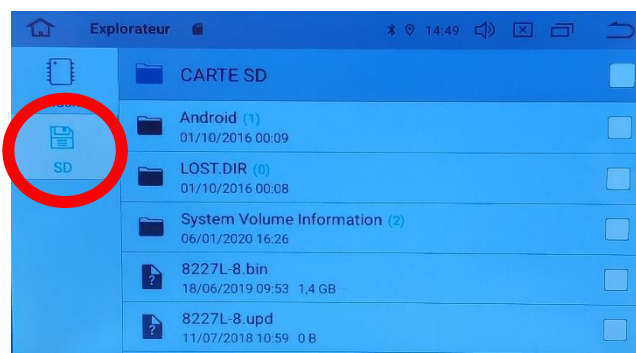 Explorateur 14:49
CARTE SD
Android (1)
01/10/2016 00:09
SD
LOST.DIR (0)
01/10/2016 00:08
System Volume Information (2)
06/01/2020 16:26
8227L-8.bin
18/06/2019 09:53 1,4 GB
8227L-8.upd
11/07/2018 10:59 0 B